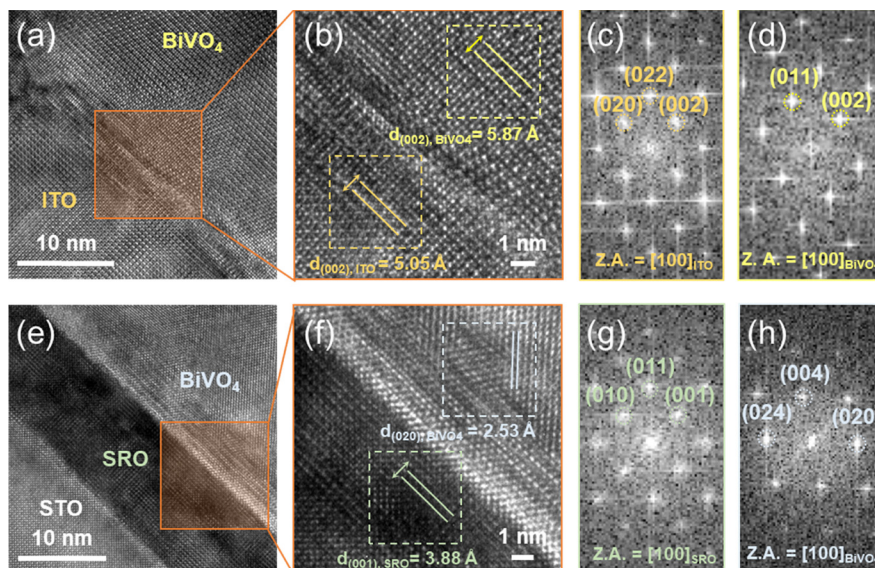 (a)
BiVO₄
ITO
10 nm
(b)
d(002), BiVO4 = 5.87 Å
d(002), ITO = 5.05 Å
1 nm
(c)
(022)
(020) (002)
Z.A. = [100]ITO
(d)
(011)
(002)
Z. A. = [100]BiVO₄
(e)
BiVO₄
SRO
STO
10 nm
(f)
d(020), BiVO4 = 2.53 Å
d(001), SRO = 3.88 Å
1 nm
(g)
(011)
(010) (001)
Z.A. = [100]SRO
(h)
(004)
(024) (020)
Z.A. = [100]BiVO₄